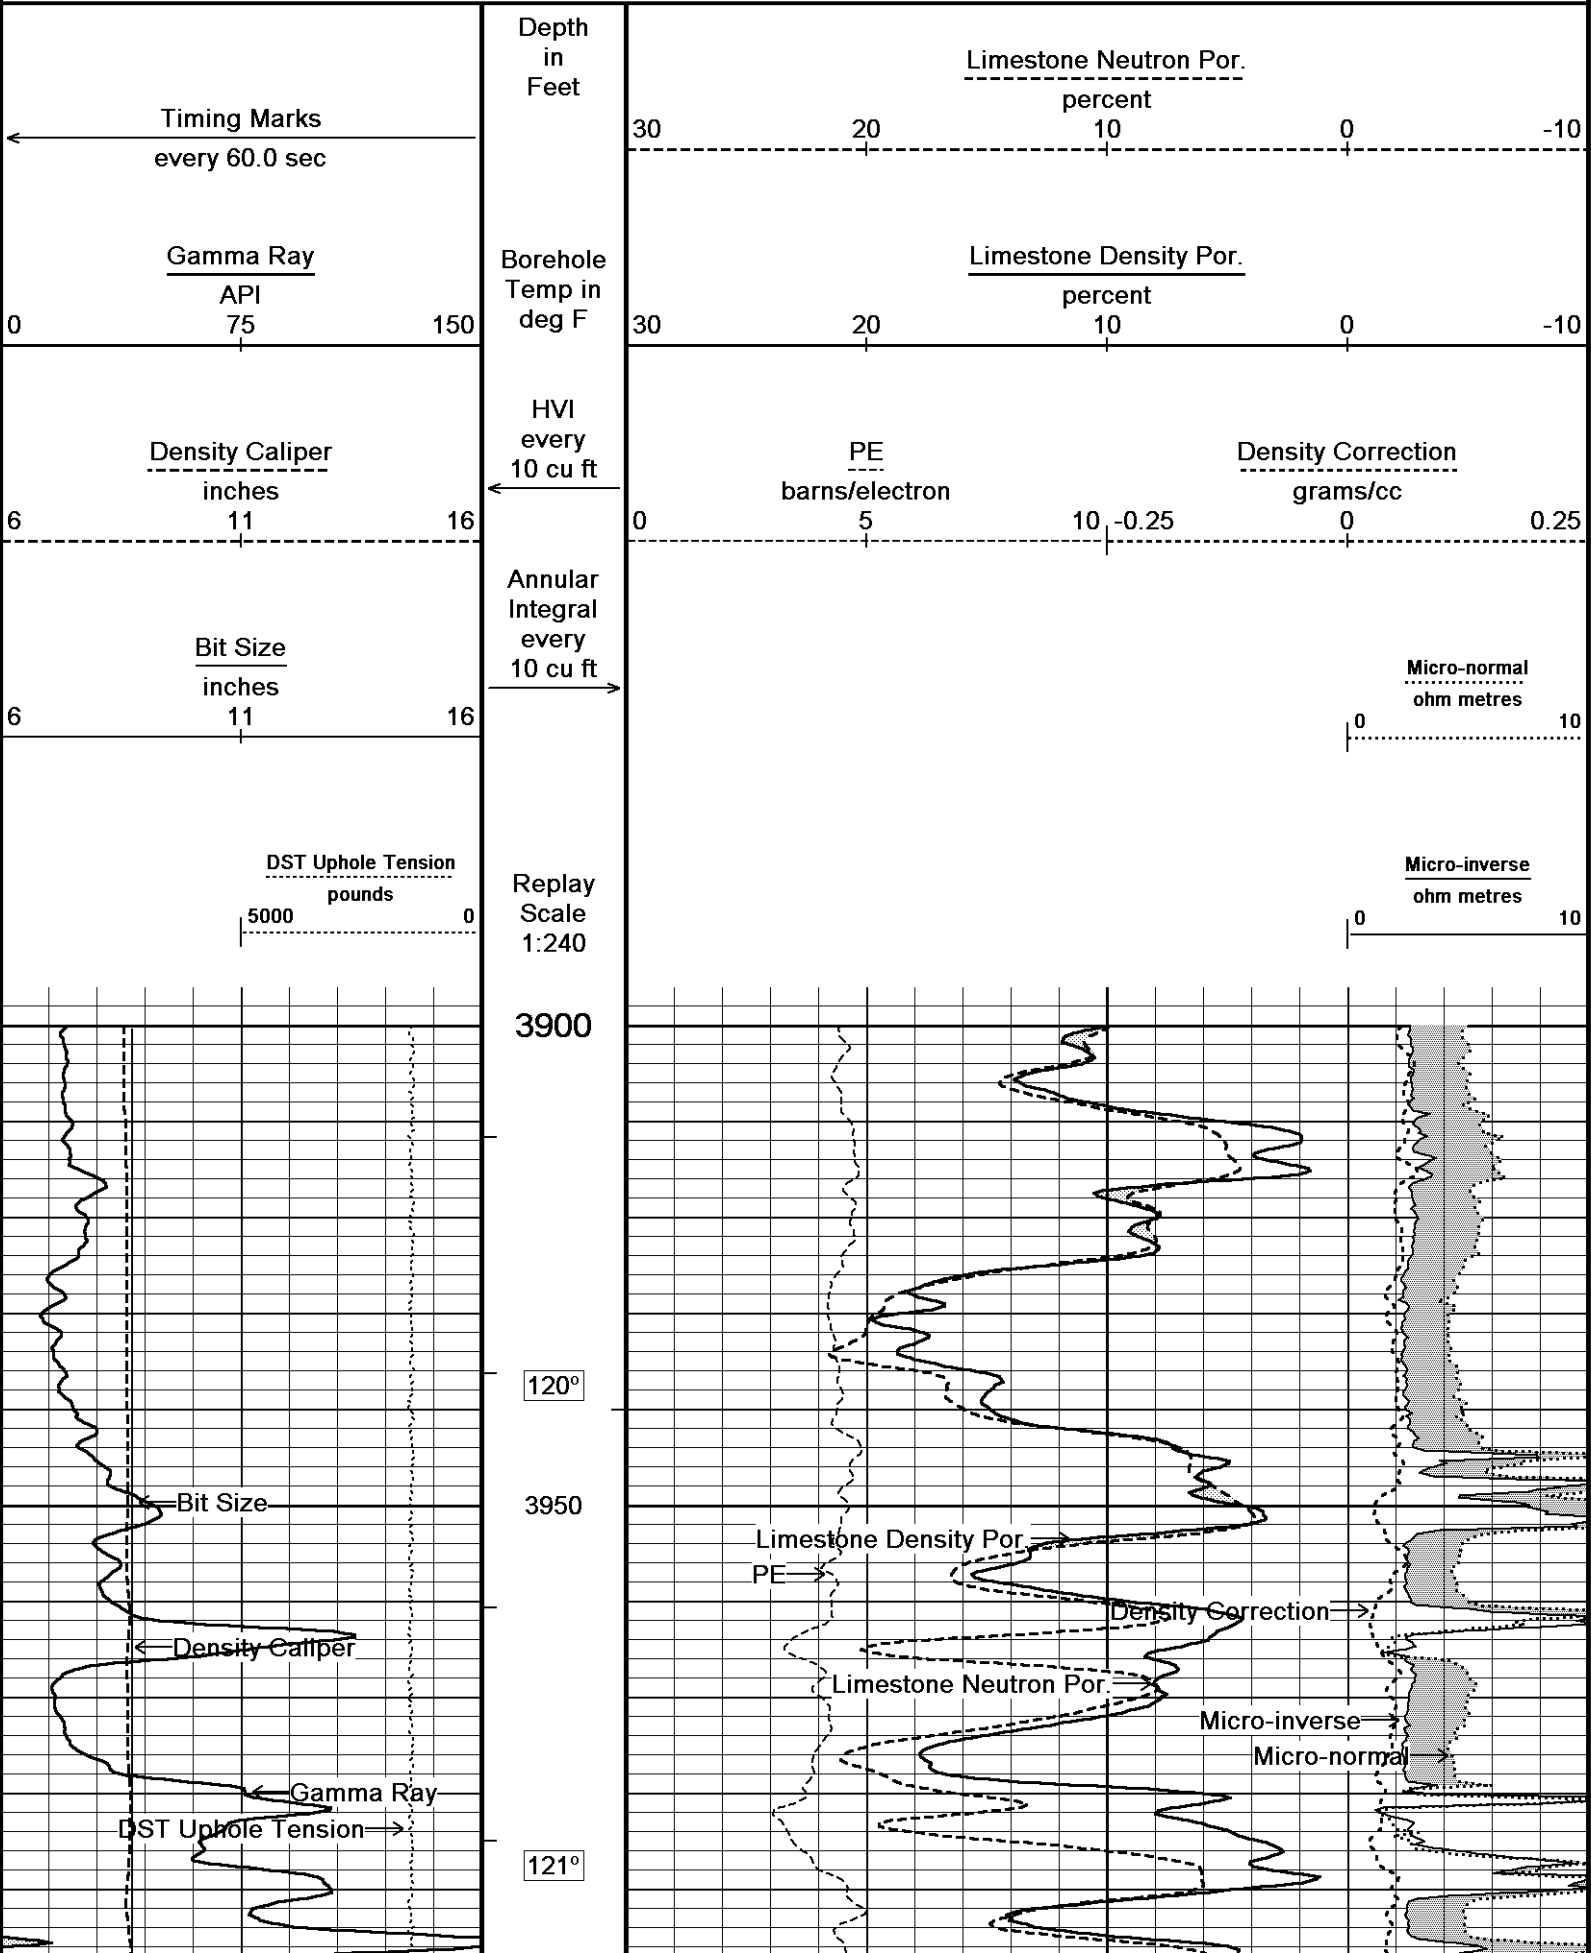 Timing Marks
every 60.0 sec
Gamma Ray
API
0 75 150
Density Caliper
inches
6 11 16
Bit Size
inches
6 11 16
DST Uphole Tension
pounds
5000 0
Depth
in
Feet
Borehole
Temp in
deg F
HVI
every
10 cu ft
Annular
Integral
every
10 cu ft
Replay
Scale
1:240
Limestone Neutron Por.
percent
30 20 10 0 -10
Limestone Density Por.
percent
30 20 10 0 -10
PE
barns/electron
0 5 10
Density Correction
grams/cc
-0.25 0 0.25
Micro-normal
ohm metres
0 10
Micro-inverse
ohm metres
0 10
3900
120°
Bit Size
3950
Limestone Density Por.
PE
Density Correction
Density Caliper
Limestone Neutron Por.
Micro-inverse
Micro-normal
Gamma Ray
DST Uphole Tension
121°